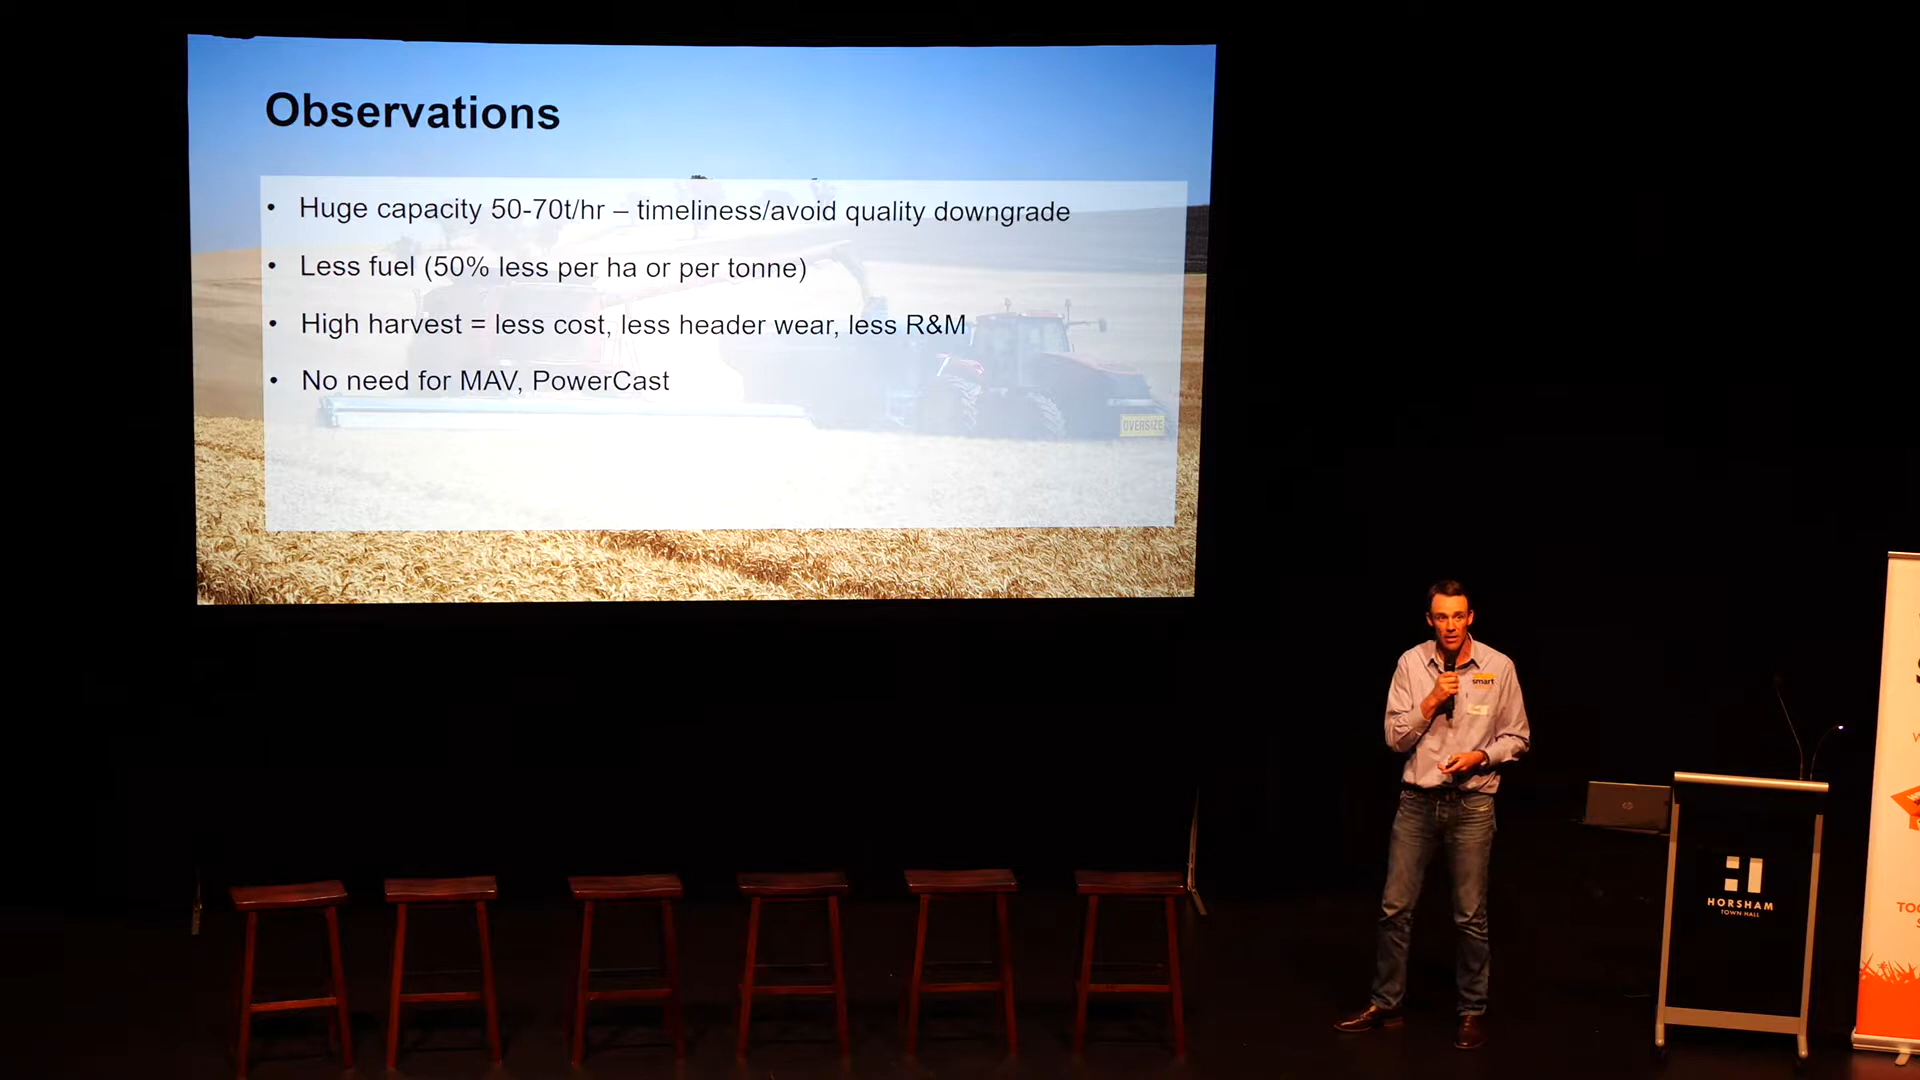 Observations
• Huge capacity 50-70t/hr – timeliness/avoid quality downgrade
• Less fuel (50% less per ha or per tonne)
• High harvest = less cost, less header wear, less R&M
• No need for MAV, PowerCast
OVERSIZE
smart
HORSHAM
TOWN HALL